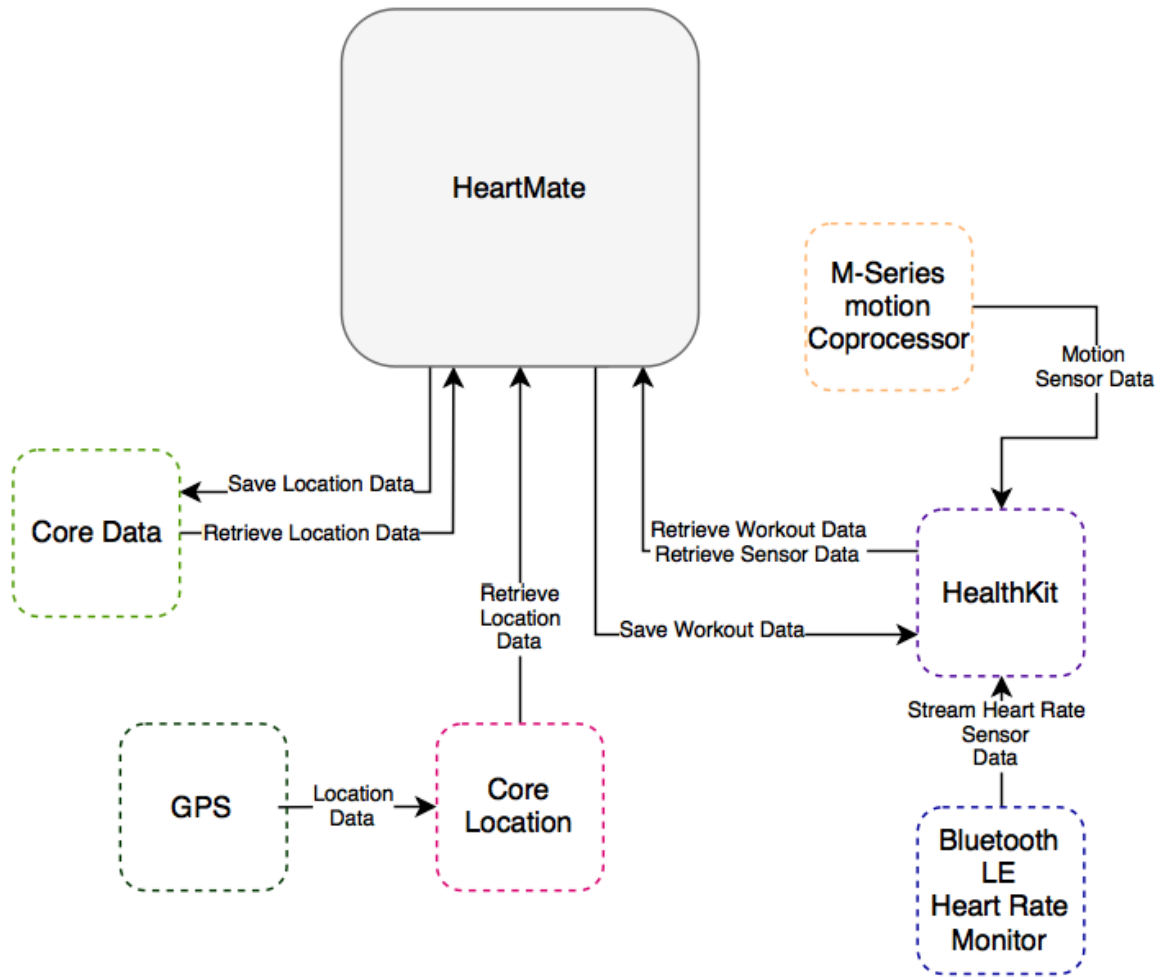 HeartMate
M-Series
motion
Coprocessor
Motion
Sensor Data
Save Location Data
Core Data
Retrieve Location Data
Retrieve Workout Data
Retrieve Sensor Data
HealthKit
Retrieve
Location
Data
Save Workout Data
Stream Heart Rate
Sensor
Data
GPS
Location
Data
Core
Location
Bluetooth
LE
Heart Rate
Monitor